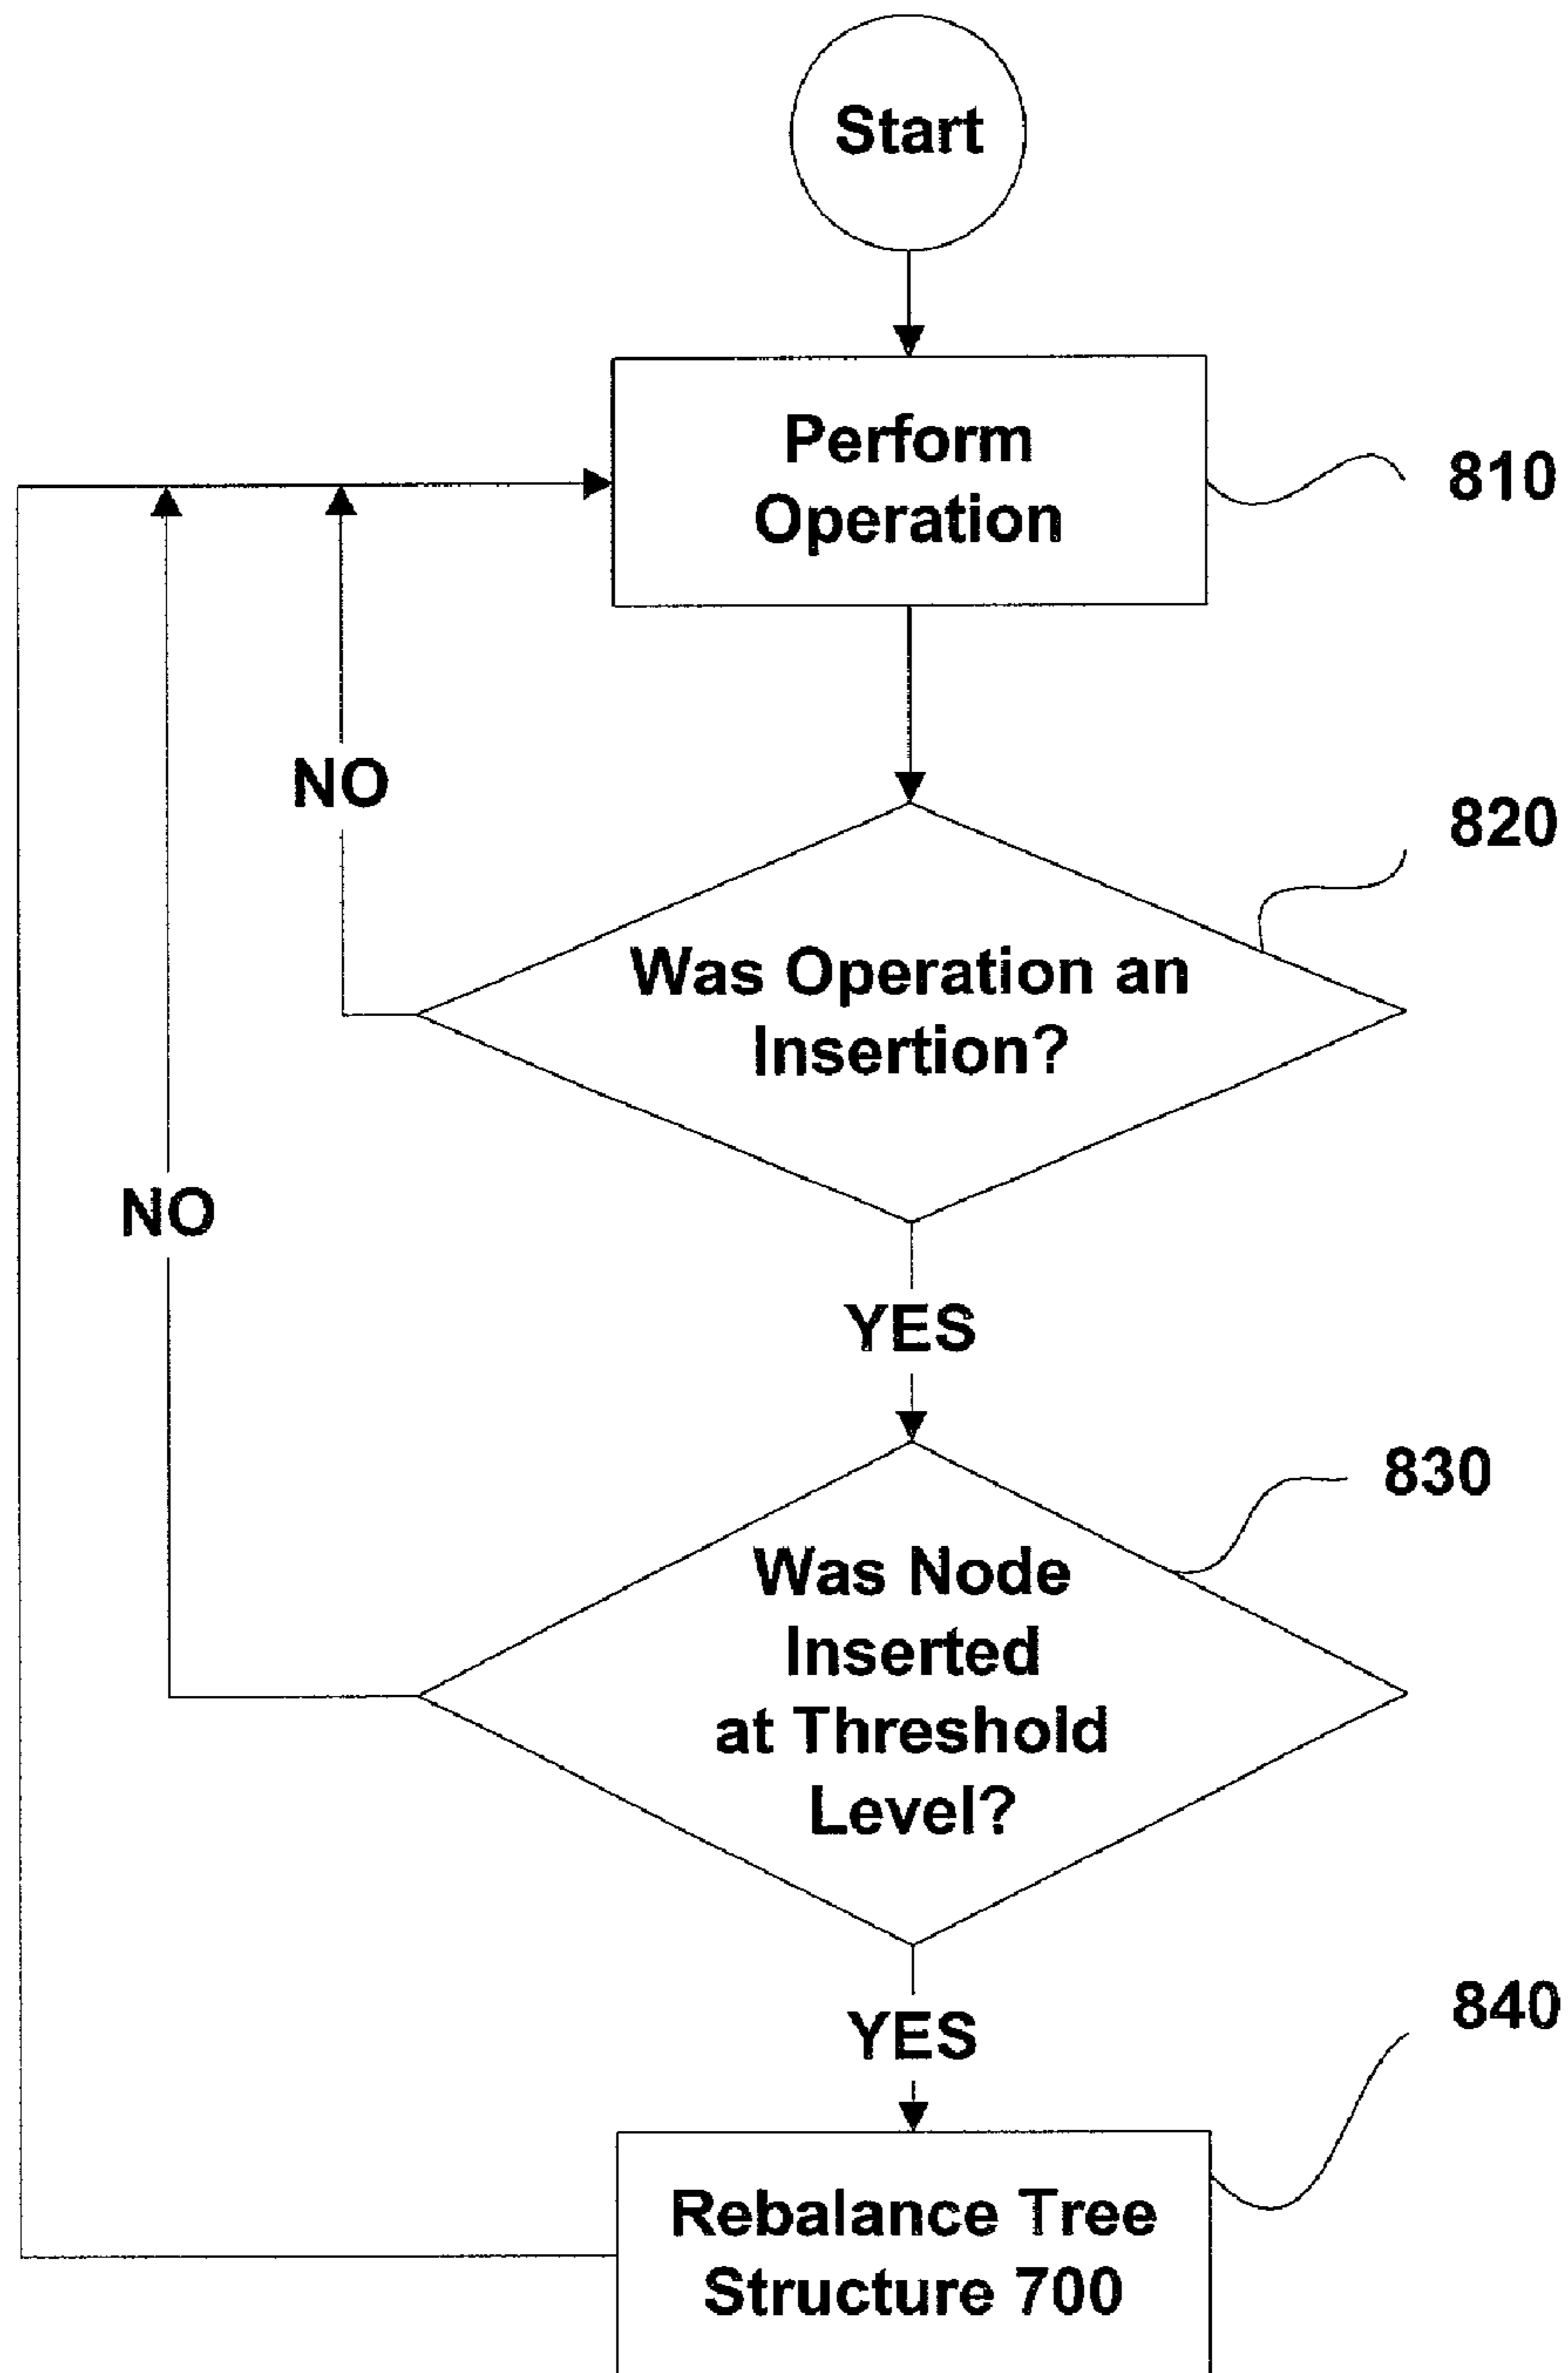 Start
Perform
Operation
810
NO
820
Was Operation an
Insertion?
NO
YES
830
Was Node
Inserted
at Threshold
Level?
YES
840
Rebalance Tree
Structure 700